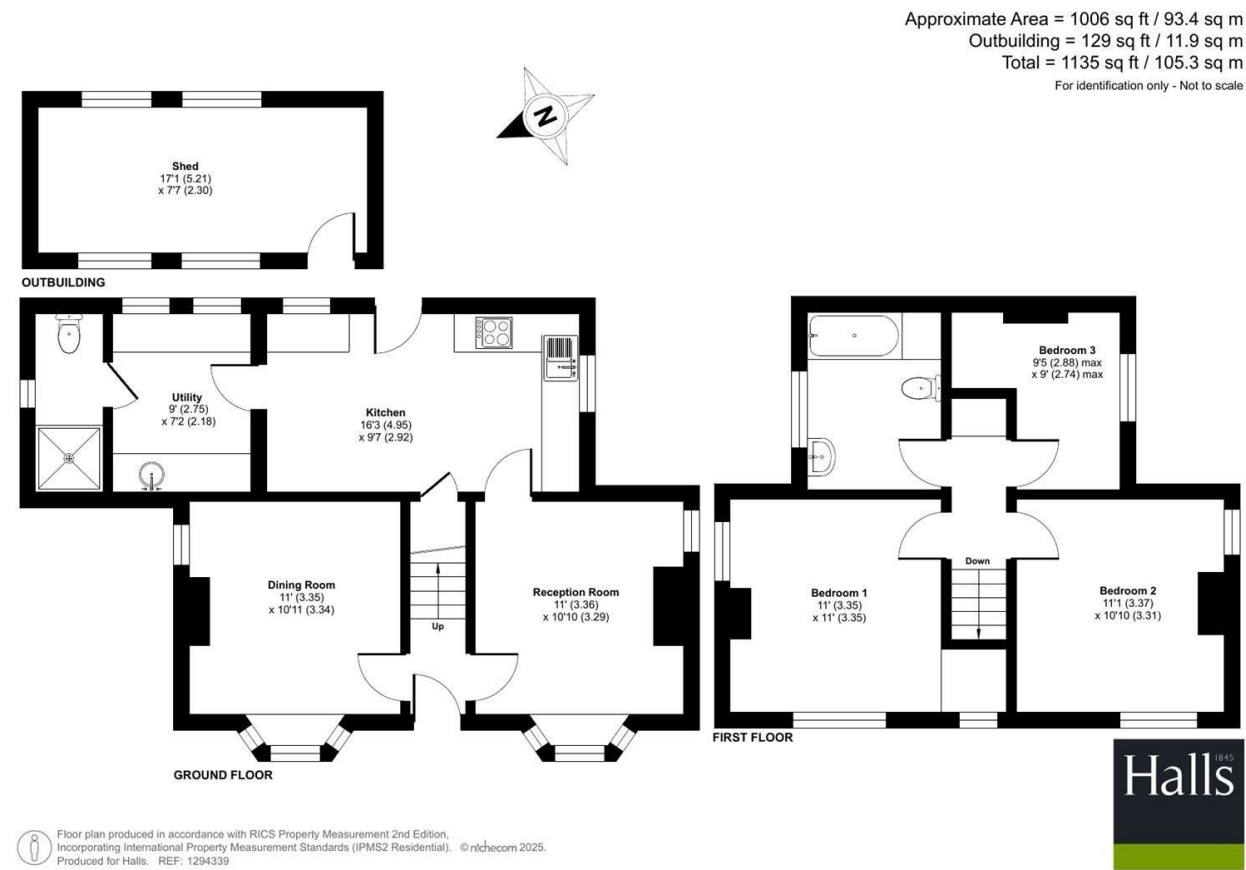 Approximate Area = 1006 sq ft / 93.4 sq m
Outbuilding = 129 sq ft / 11.9 sq m
Total = 1135 sq ft / 105.3 sq m
For identification only - Not to scale
N
Shed
17'1 (5.21)
x 7'7 (2.30)
OUTBUILDING
Utility
9' (2.75)
x 7'2 (2.18)
Kitchen
16'3 (4.95)
x 9'7 (2.92)
Dining Room
11' (3.35)
x 10'11 (3.34)
Up
Reception Room
11' (3.36)
x 10'10 (3.29)
GROUND FLOOR
Bedroom 3
9'5 (2.88) max
x 9' (2.74) max
Bedroom 1
11' (3.35)
x 11' (3.35)
Down
Bedroom 2
11'1 (3.37)
x 10'10 (3.31)
FIRST FLOOR
Halls
1845
Floor plan produced in accordance with RICS Property Measurement 2nd Edition,
Incorporating International Property Measurement Standards (IPMS2 Residential). © nichecom 2025.
Produced for Halls. REF: 1294339